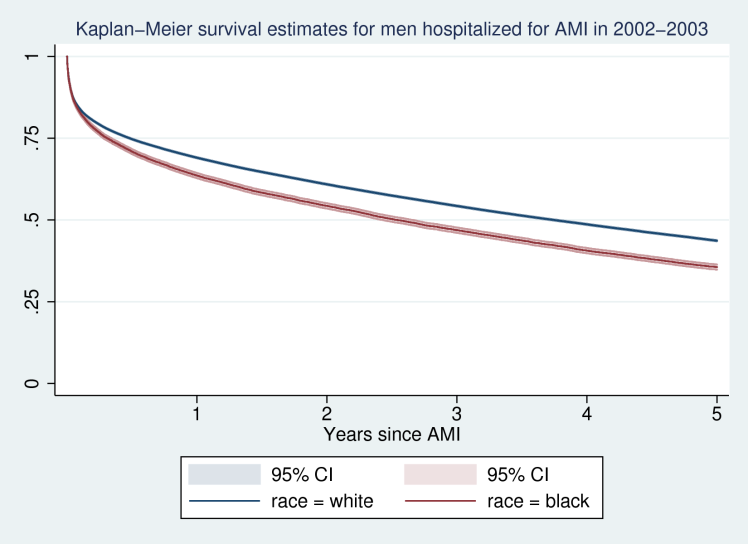 Kaplan–Meier survival estimates for men hospitalized for AMI in 2002–2003
1
.75
.5
.25
0
1 2 3 4 5
Years since AMI
95% CI 95% CI
race = white race = black